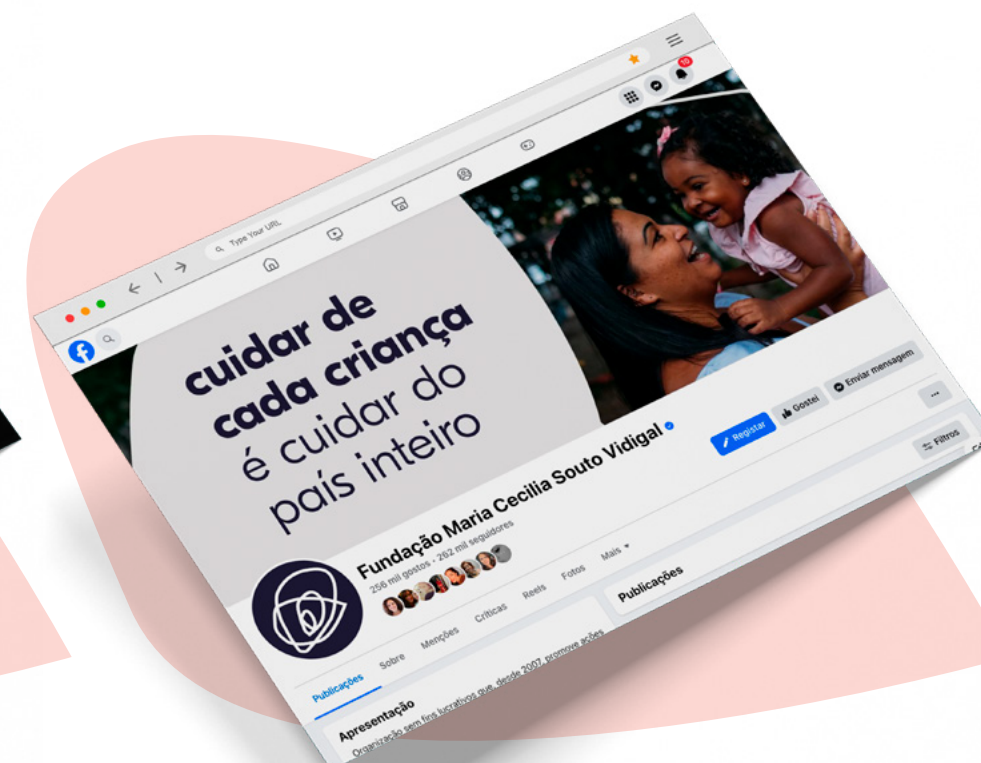 Type Your URL
10
cuidar de
cada criança
é cuidar do
país inteiro
Fundação Maria Cecilia Souto Vidigal
256 mil gostos • 262 mil seguidores
Registar
Gostei
Enviar mensagem
Publicações
Sobre
Menções
Críticas
Reels
Fotos
Mais
Apresentação
Organização sem fins lucrativos que, desde 2007, promove ações
Publicações
Filtros